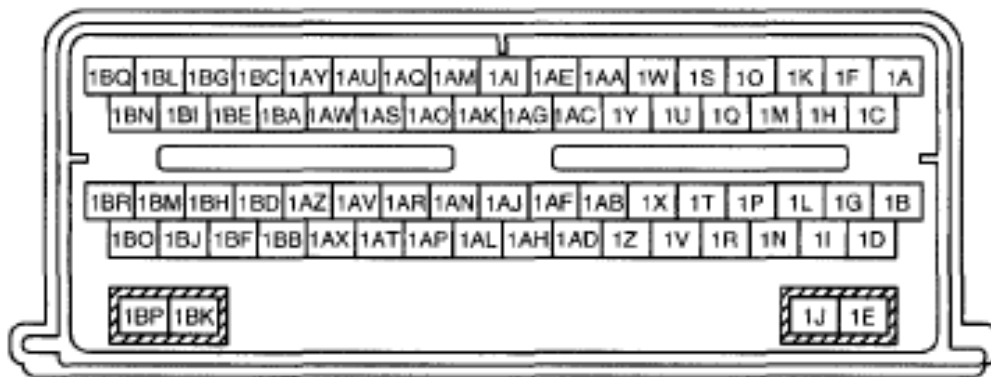 1BQ 1BL 1BG 1BC 1AY 1AU 1AQ 1AM 1AI 1AE 1AA 1W 1S 1O 1K 1F 1A
1BN 1BI 1BE 1BA 1AW 1AS 1AO 1AK 1AG 1AC 1Y 1U 1Q 1M 1H 1C
1BR 1BM 1BH 1BD 1AZ 1AV 1AR 1AN 1AJ 1AF 1AB 1X 1T 1P 1L 1G 1B
1BO 1BJ 1BF 1BB 1AX 1AT 1AP 1AL 1AH 1AD 1Z 1V 1R 1N 1I 1D
1BP 1BK 1J 1E